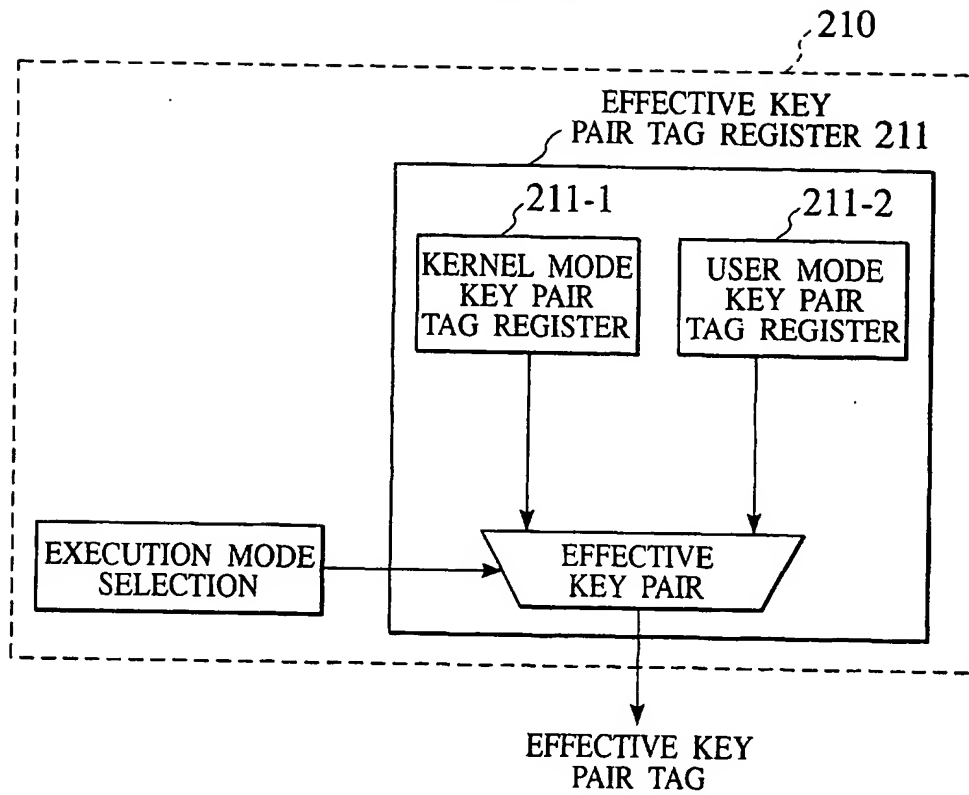 210
EFFECTIVE KEY
PAIR TAG REGISTER 211
211-1
211-2
KERNEL MODE
KEY PAIR
TAG REGISTER
USER MODE
KEY PAIR
TAG REGISTER
EXECUTION MODE
SELECTION
EFFECTIVE
KEY PAIR
EFFECTIVE KEY
PAIR TAG